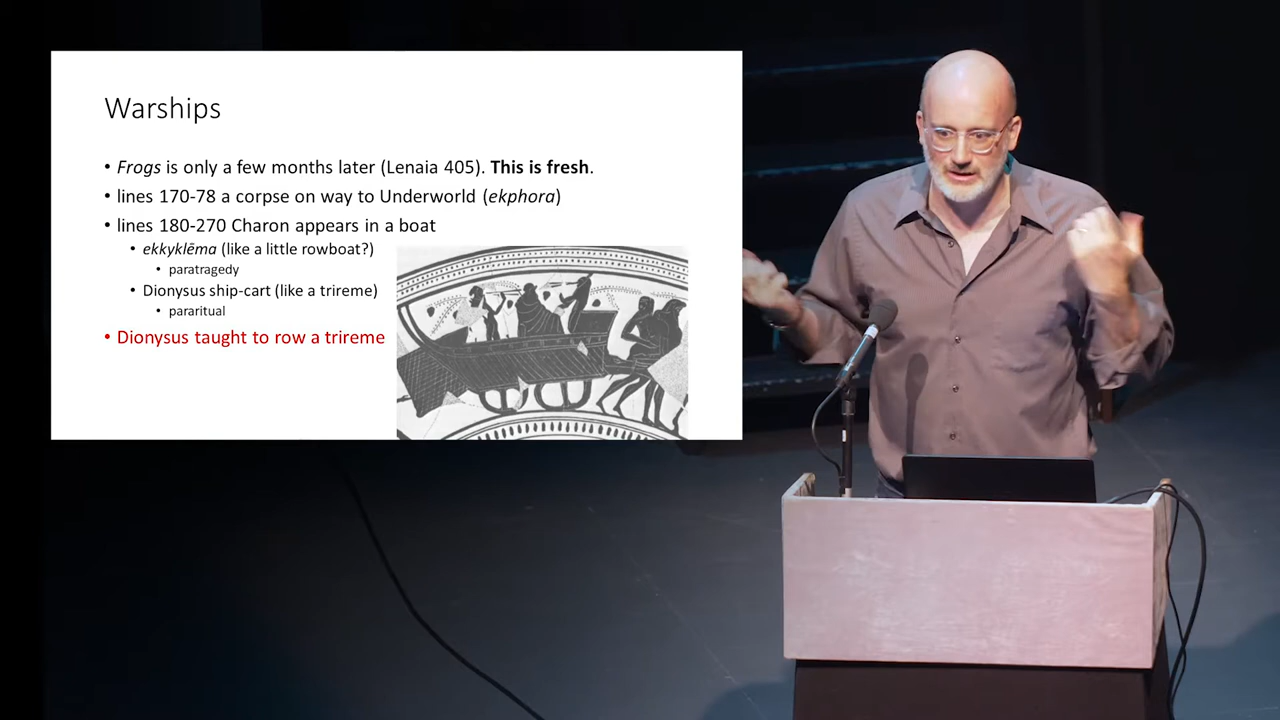 Warships
• Frogs is only a few months later (Lenaia 405). This is fresh.
• lines 170-78 a corpse on way to Underworld (ekphora)
• lines 180-270 Charon appears in a boat
• ekkyklēma (like a little rowboat?)
• paratragedy
• Dionysus ship-cart (like a trireme)
• pararitual
• Dionysus taught to row a trireme